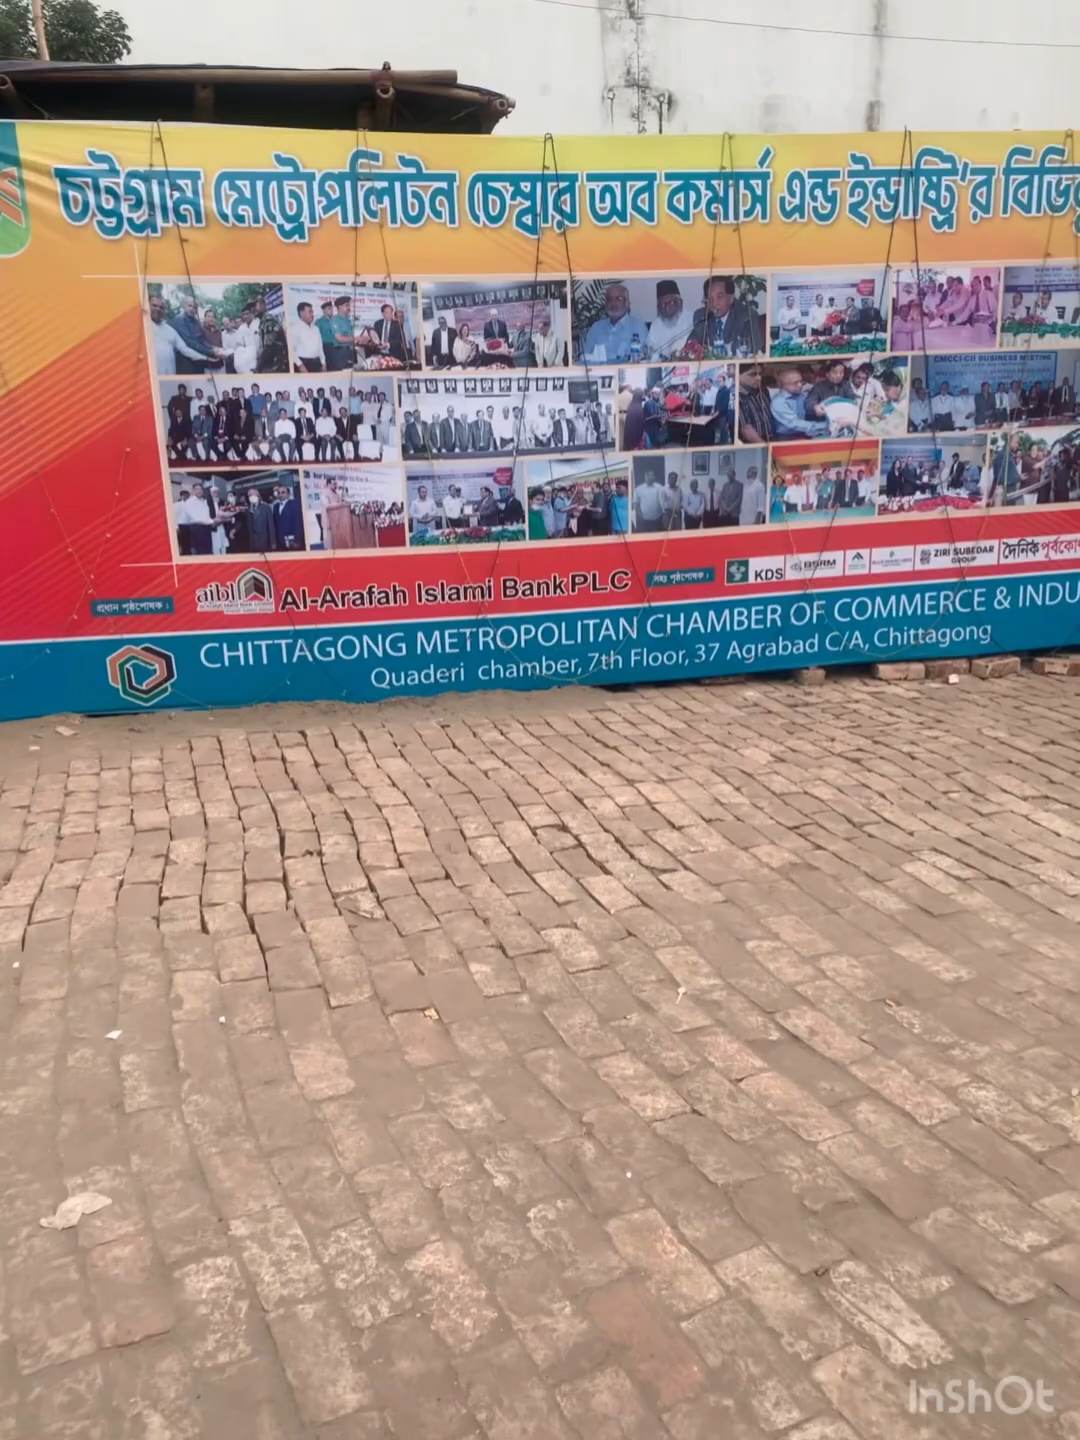 চট্টগ্রাম মেট্রোপলিটন চেম্বার অব কমার্স এন্ড ইন্ডাষ্ট্রি'র
CMCCI-CII BUSINESS MEETING
প্রধান পৃষ্ঠপোষক :
aibl
Al-Arafah Islami Bank PLC
সহঃ পৃষ্ঠপোষক :
KDS
BSRM
ZIRI SUBEDAR
GROUP
দৈনিক
CHITTAGONG METROPOLITAN CHAMBER OF COMMERCE & INDU
Quaderi chamber, 7th Floor, 37 Agrabad C/A, Chittagong
InShOt